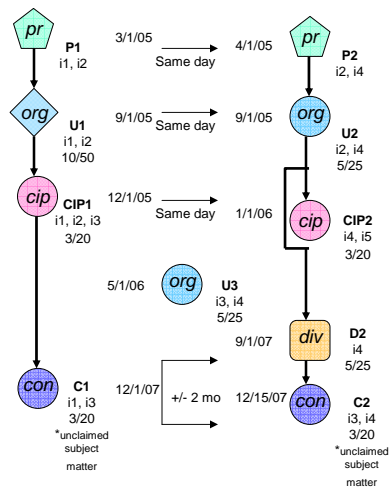 pr
P1
i1, i2
3/1/05
Same day
4/1/05
pr
P2
i2, i4
org
U1
i1, i2
10/50
9/1/05
Same day
9/1/05
org
U2
i2, i4
5/25
cip
CIP1
i1, i2, i3
3/20
12/1/05
Same day
1/1/06
cip
CIP2
i4, i5
3/20
5/1/06
org
U3
i3, i4
5/25
9/1/07
div
D2
i4
5/25
con
C1
i1, i3
3/20
*unclaimed
subject
matter
12/1/07
+/- 2 mo
12/15/07
con
C2
i3, i4
3/20
*unclaimed
subject
matter